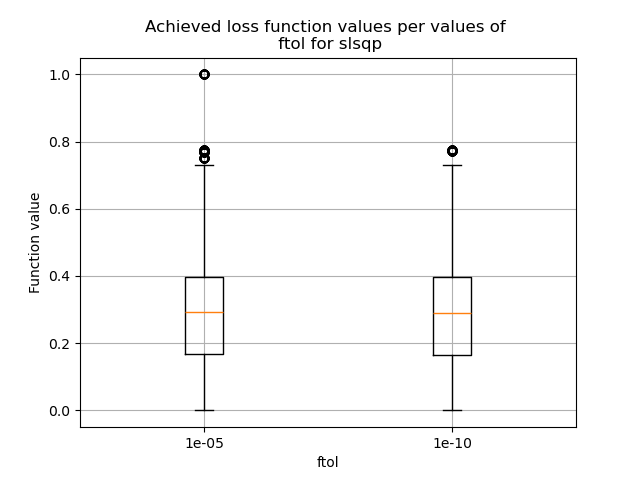 Achieved loss function values per values of
ftol for slsqp
Function value
1.0
0.8
0.6
0.4
0.2
0.0
1e-05
1e-10
ftol